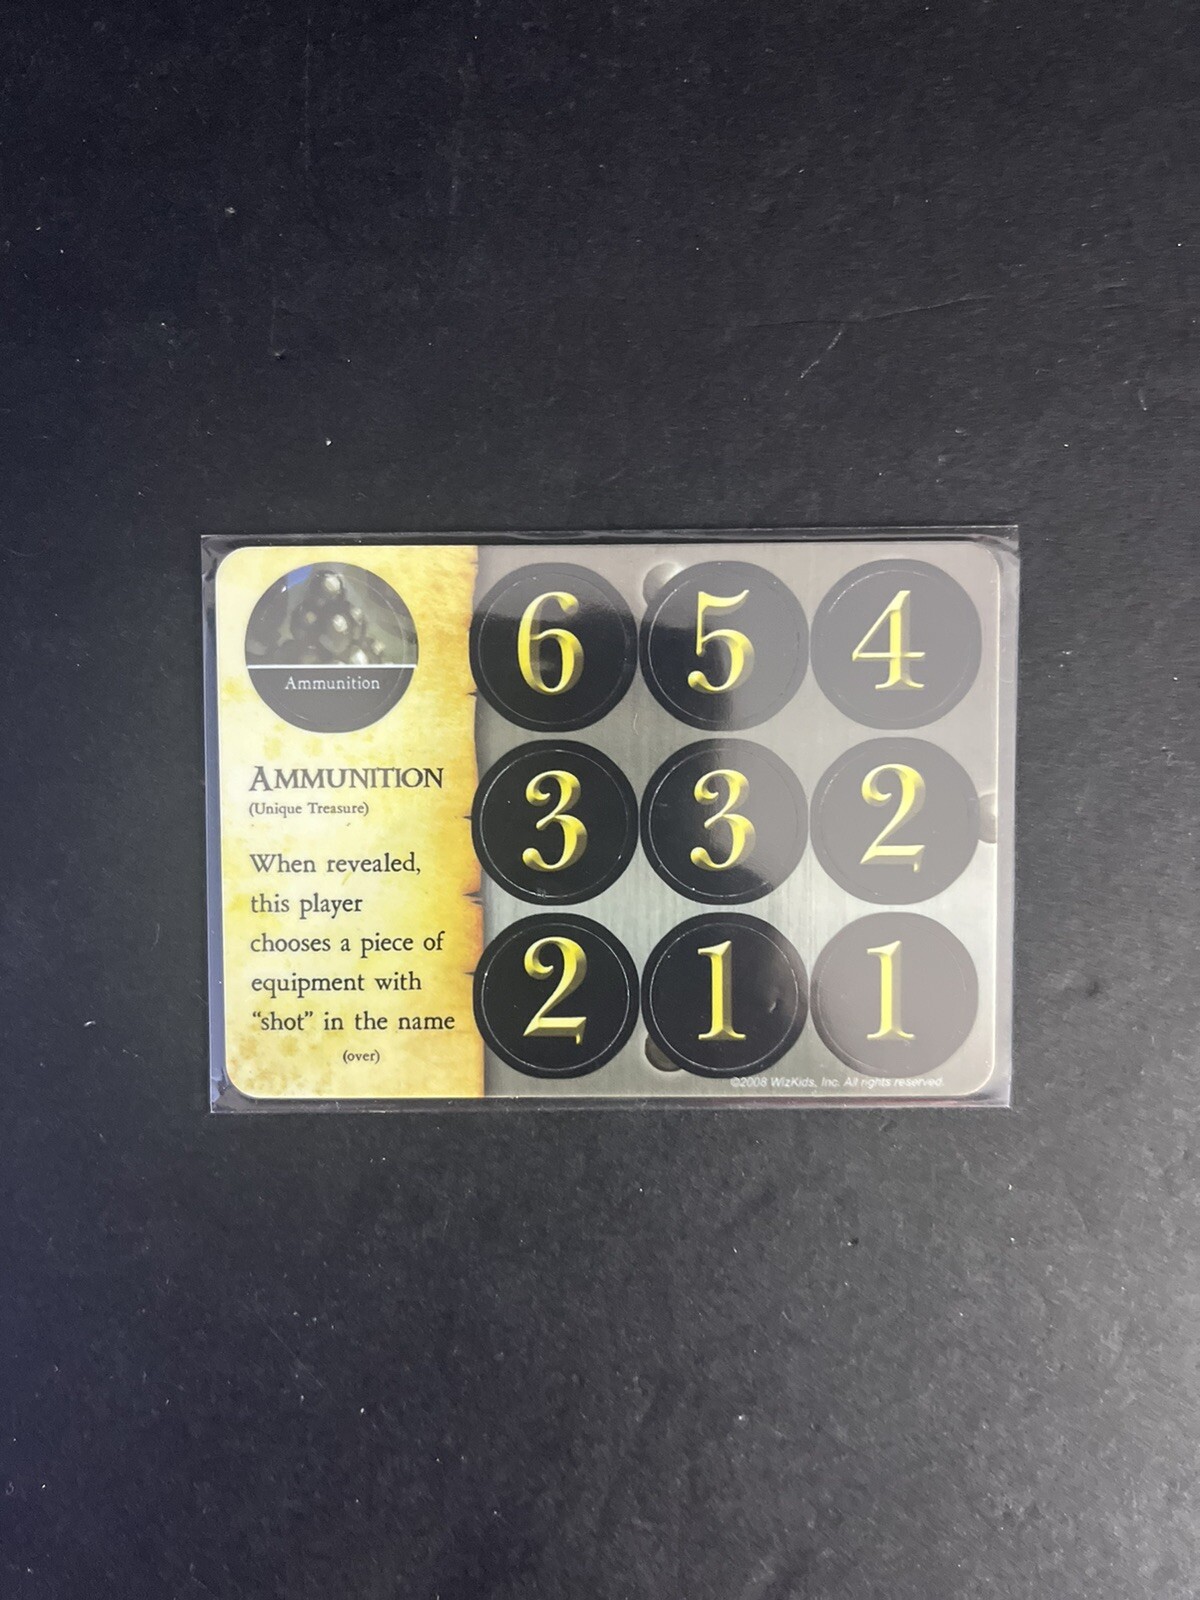 Ammunition
AMMUNITION
(Unique Treasure)
When revealed,
this player
chooses a piece of
equipment with
“shot” in the name
(over)
6 5 4
3 3 2
2 1 1
©2008 WizKids, Inc. All rights reserved.